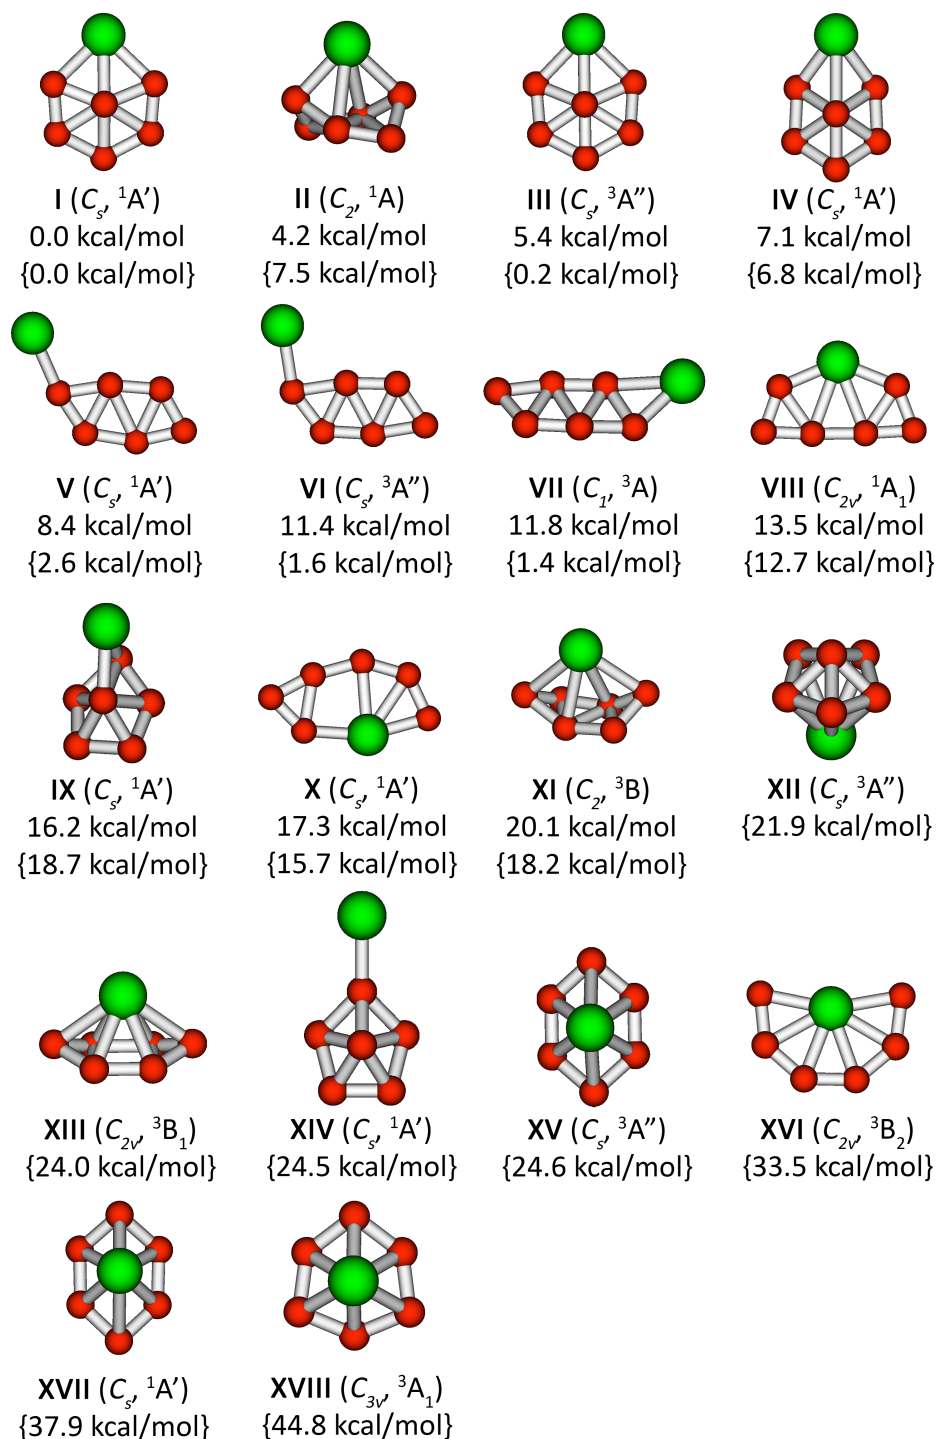 I (Cs, 1A’)
0.0 kcal/mol
{0.0 kcal/mol}
II (C2, 1A)
4.2 kcal/mol
{7.5 kcal/mol}
III (Cs, 3A”)
5.4 kcal/mol
{0.2 kcal/mol}
IV (Cs, 1A’)
7.1 kcal/mol
{6.8 kcal/mol}
V (Cs, 1A’)
8.4 kcal/mol
{2.6 kcal/mol}
VI (Cs, 3A”)
11.4 kcal/mol
{1.6 kcal/mol}
VII (C1, 3A)
11.8 kcal/mol
{1.4 kcal/mol}
VIII (C2v, 1A1)
13.5 kcal/mol
{12.7 kcal/mol}
IX (Cs, 1A’)
16.2 kcal/mol
{18.7 kcal/mol}
X (Cs, 1A’)
17.3 kcal/mol
{15.7 kcal/mol}
XI (C2, 3B)
20.1 kcal/mol
{18.2 kcal/mol}
XII (Cs, 3A”)
{21.9 kcal/mol}
XIII (C2v, 3B1)
{24.0 kcal/mol}
XIV (Cs, 1A’)
{24.5 kcal/mol}
XV (Cs, 3A”)
{24.6 kcal/mol}
XVI (C2v, 3B2)
{33.5 kcal/mol}
XVII (Cs, 1A’)
{37.9 kcal/mol}
XVIII (C3v, 3A1)
{44.8 kcal/mol}